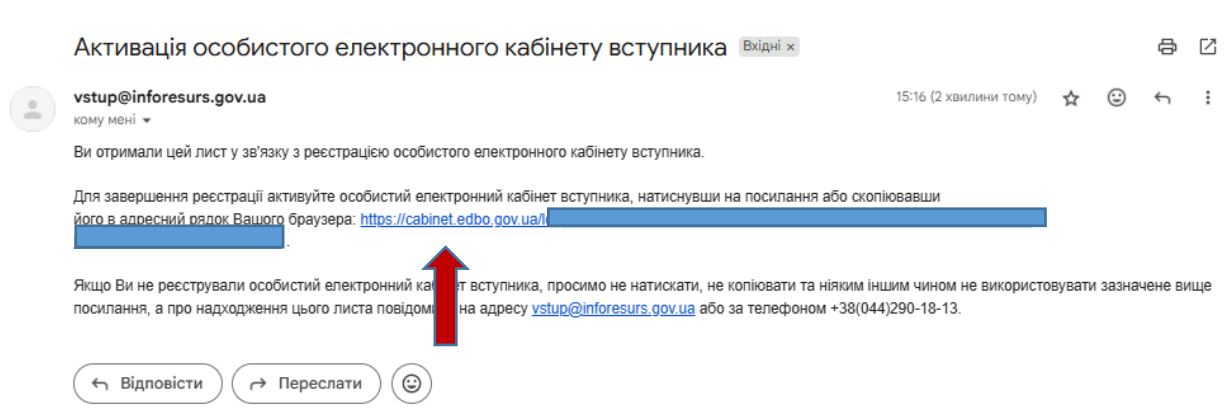 Активація особистого електронного кабінету вступника Вхідні ×
vstup@inforesurs.gov.ua 15:16 (2 хвилини тому)
кому мені
Ви отримали цей лист у зв'язку з реєстрацією особистого електронного кабінету вступника.
Для завершення реєстрації активуйте особистий електронний кабінет вступника, натиснувши на посилання або скопіювавши
його в адресний рядок Вашого браузера: https://cabinet.edbo.gov.ua/
.
Якщо Ви не реєстрували особистий електронний вступника, просимо не натискати, не копіювати та ніяким іншим чином не використовувати зазначене вище
посилання, а про надходження цього листа на адресу vstup@inforesurs.gov.ua або за телефоном +38(044)290-18-13.
Відповісти Переслати